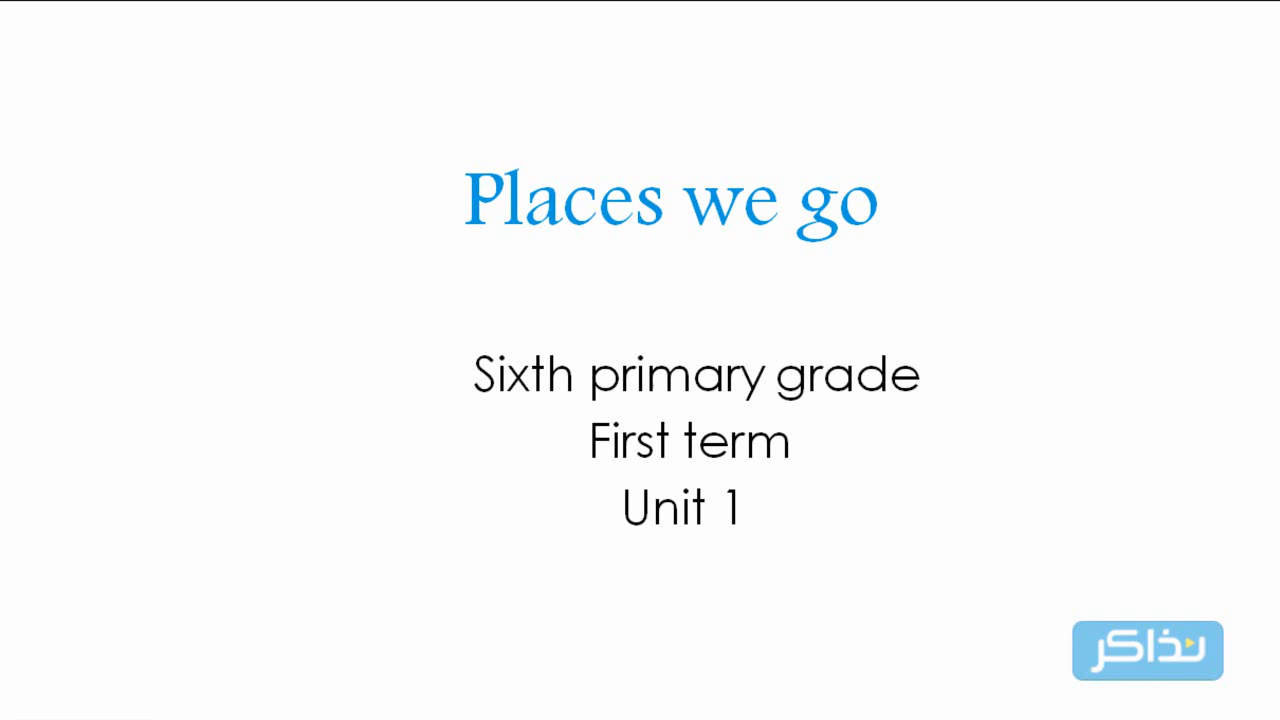 Places we go
Sixth primary grade
First term
Unit 1
نذاكر